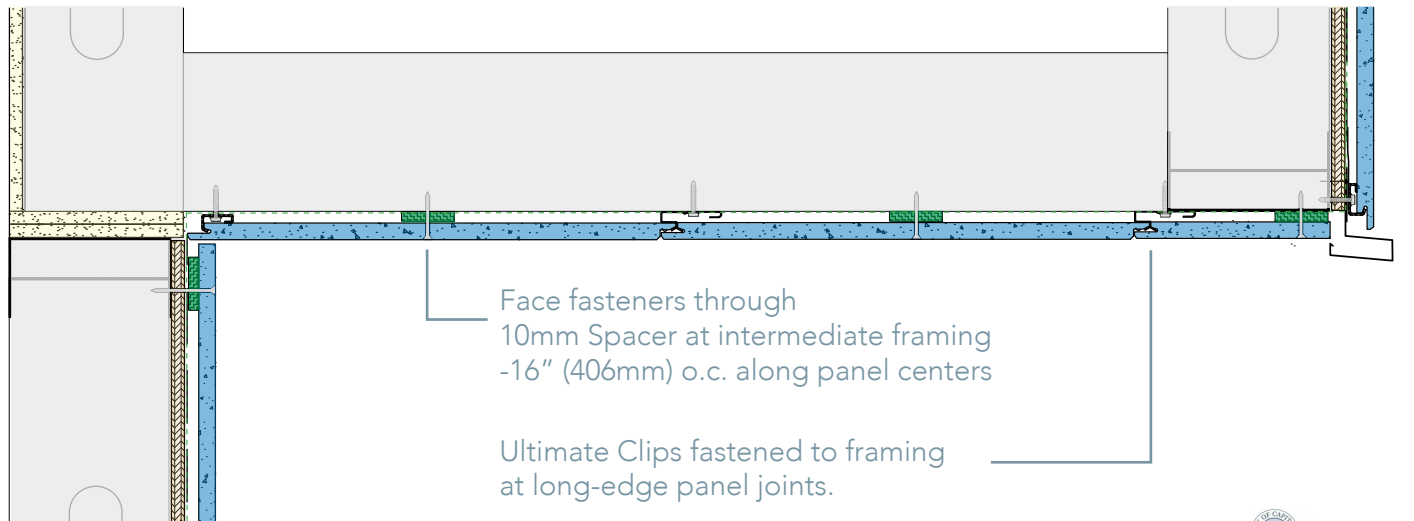 Face fasteners through
10mm Spacer at intermediate framing
-16” (406mm) o.c. along panel centers
Ultimate Clips fastened to framing
at long-edge panel joints.